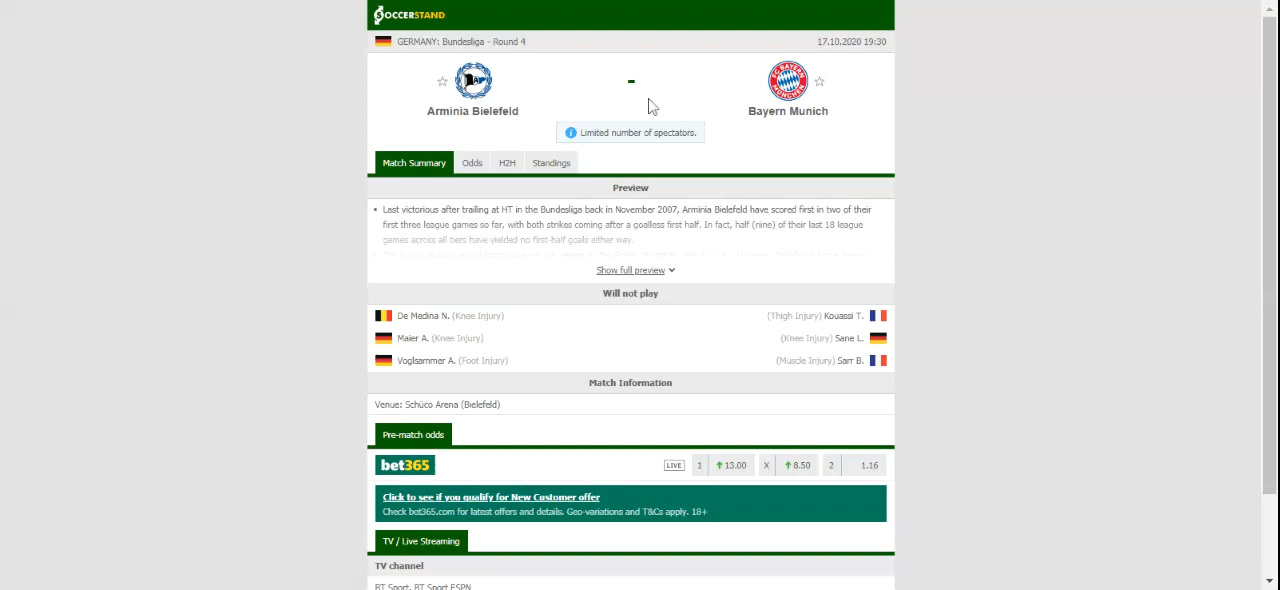 SOCCERSTAND
GERMANY: Bundesliga - Round 4 17.10.2020 19:30
-
Arminia Bielefeld Bayern Munich
Limited number of spectators.
Match Summary Odds H2H Standings
Preview
• Last victorious after trailing at HT in the Bundesliga back in November 2007, Arminia Bielefeld have scored first in two of their
first three league games so far, with both strikes coming after a goalless first half. In fact, half (nine) of their last 18 league
games across all tiers have yielded no first-half goals either way.
Show full preview
Will not play
De Medina N. (Knee Injury) (Thigh Injury) Kouassi T.
Maier A. (Knee Injury) (Knee Injury) Sane L.
Voglsammer A. (Foot Injury) (Muscle Injury) Sarr B.
Match Information
Venue: Schüco Arena (Bielefeld)
Pre-match odds
bet365 LIVE 1 13.00 X 8.50 2 1.16
Click to see if you qualify for New Customer offer
Check bet365.com for latest offers and details. Geo-variations and T&Cs apply. 18+
TV / Live Streaming
TV channel
BT Sport, BT Sport ESPN